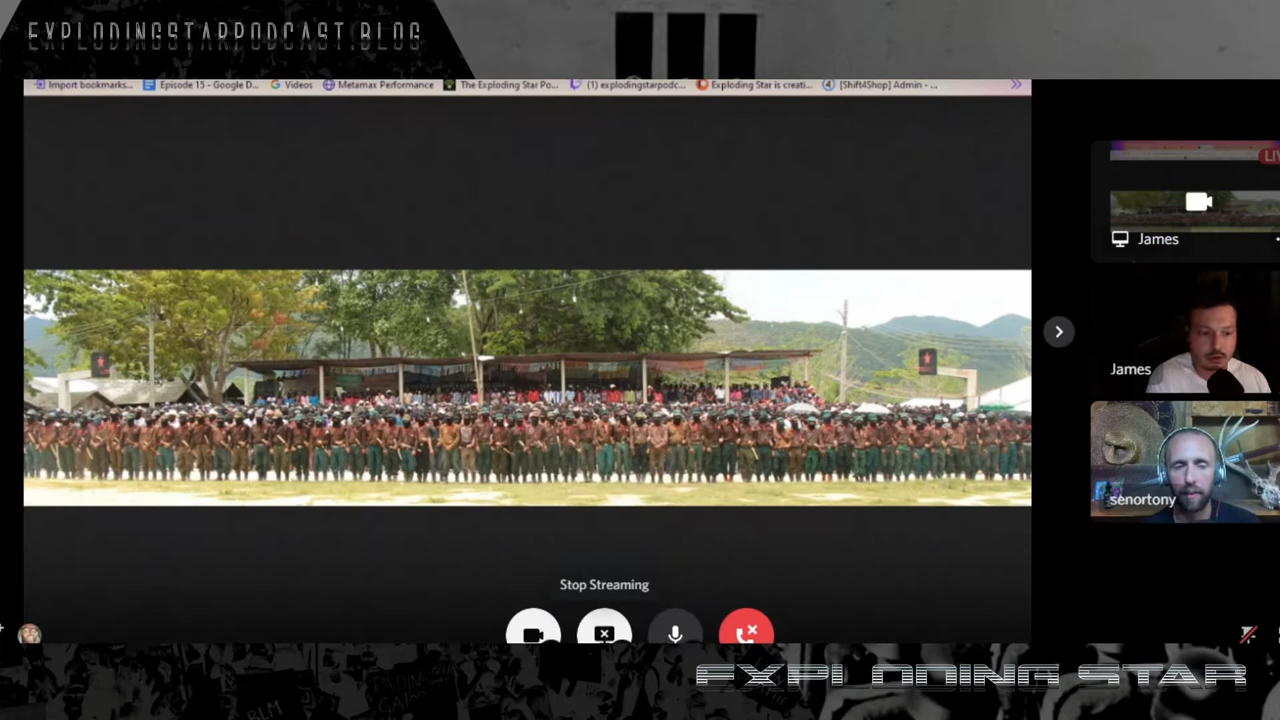 EXPLODINGSTARPODCAST.BLOG
Import bookmarks... Episode 15 - Google D... Videos Metamax Performance The Exploding Star Po... (1) explodingstarpodc... Exploding Star is creati... [Shift4Shop] Admin - ...
James
James
senortony
Stop Streaming
EXPLODING STAR
BLM